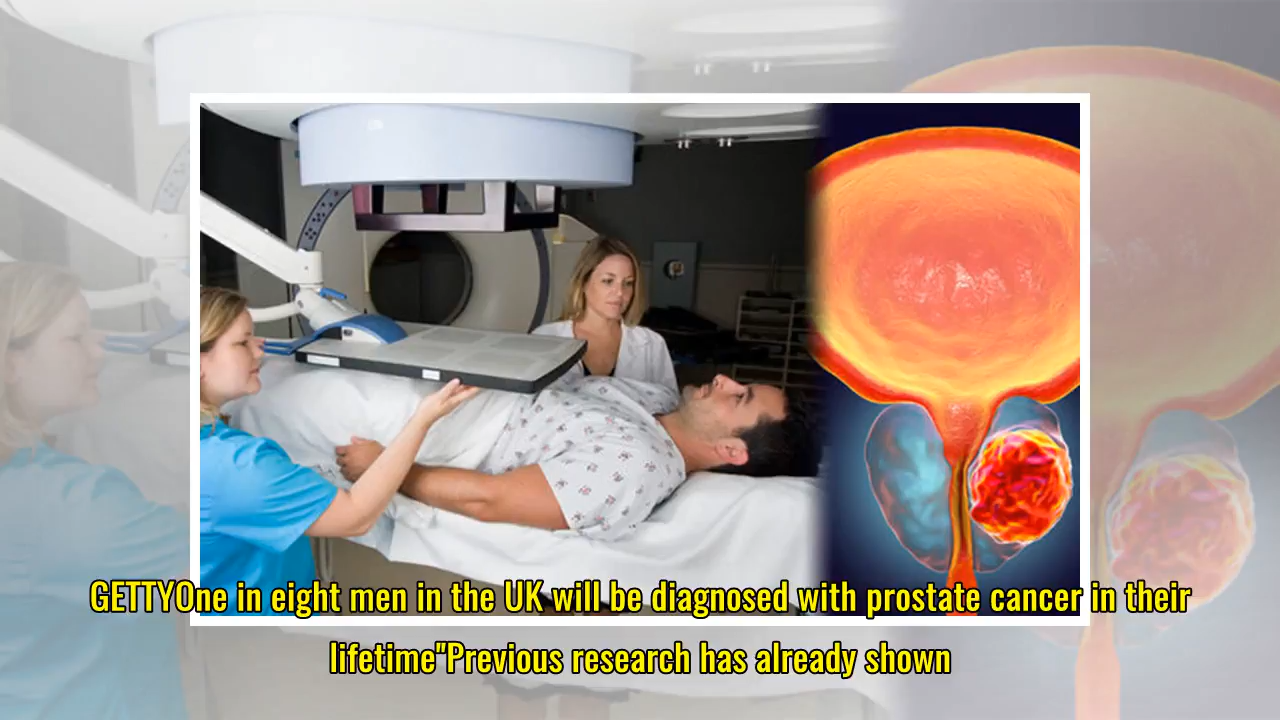 GETTYOne in eight men in the UK will be diagnosed with prostate cancer in their
lifetime"Previous research has already shown